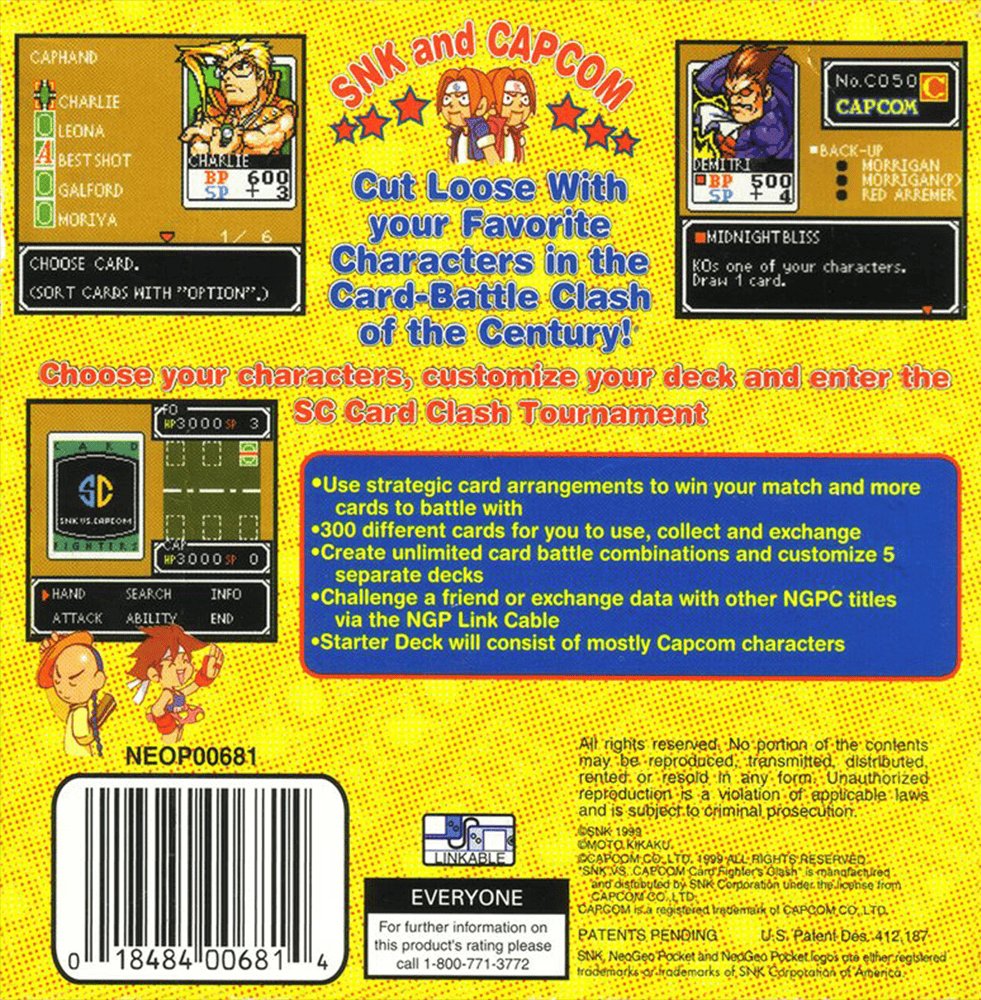 SNK and CAPCOM
CAPHAND
CHARLIE
LEONA
A BEST SHOT
GALFORD
MORIYA
CHARLIE
BP 600
SP + 3
1/ 6
CHOOSE CARD.
(SORT CARDS WITH "OPTION".)
Cut Loose With
your Favorite
Characters in the
Card-Battle Clash
of the Century!
No.C050 C
CAPCOM
DEMITRI
BP 500
SP + 4
BACK-UP
MORRIGAN
MORRIGAN(P)
RED ARREMER
MIDNIGHT BLISS
KOs one of your characters.
Draw 1 card.
Choose your characters, customize your deck and enter the
SC Card Clash Tournament
FO
HP3000 SP 3
CARD
SC
SNK VS. CAPCOM
FIGHTERS
CAP
HP3000 SP 0
HAND SEARCH INFO
ATTACK ABILITY END
•Use strategic card arrangements to win your match and more
cards to battle with
•300 different cards for you to use, collect and exchange
•Create unlimited card battle combinations and customize 5
separate decks
•Challenge a friend or exchange data with other NGPC titles
via the NGP Link Cable
•Starter Deck will consist of mostly Capcom characters
NEOP00681
0 18484 00681 4
LINKABLE
EVERYONE
For further information on
this product's rating please
call 1-800-771-3772
All rights reserved. No portion of the contents
may be reproduced, transmitted, distributed,
rented or resold in any form. Unauthorized
reproduction is a violation of applicable laws
and is subject to criminal prosecution.
©SNK 1999
©MOTO KIKAKU.
©CAPCOM CO., LTD. 1999 ALL RIGHTS RESERVED.
"SNK VS. CAPCOM Card Fighter's Clash" is manufactured
and distributed by SNK Corporation under the license from
CAPCOM CO., LTD.
CAPCOM is a registered trademark of CAPCOM CO., LTD.
PATENTS PENDING U.S. Patent Des. 412,187
SNK, NeoGeo Pocket and NeoGeo Pocket logos are either registered
trademarks or trademarks of SNK Corporation of America.